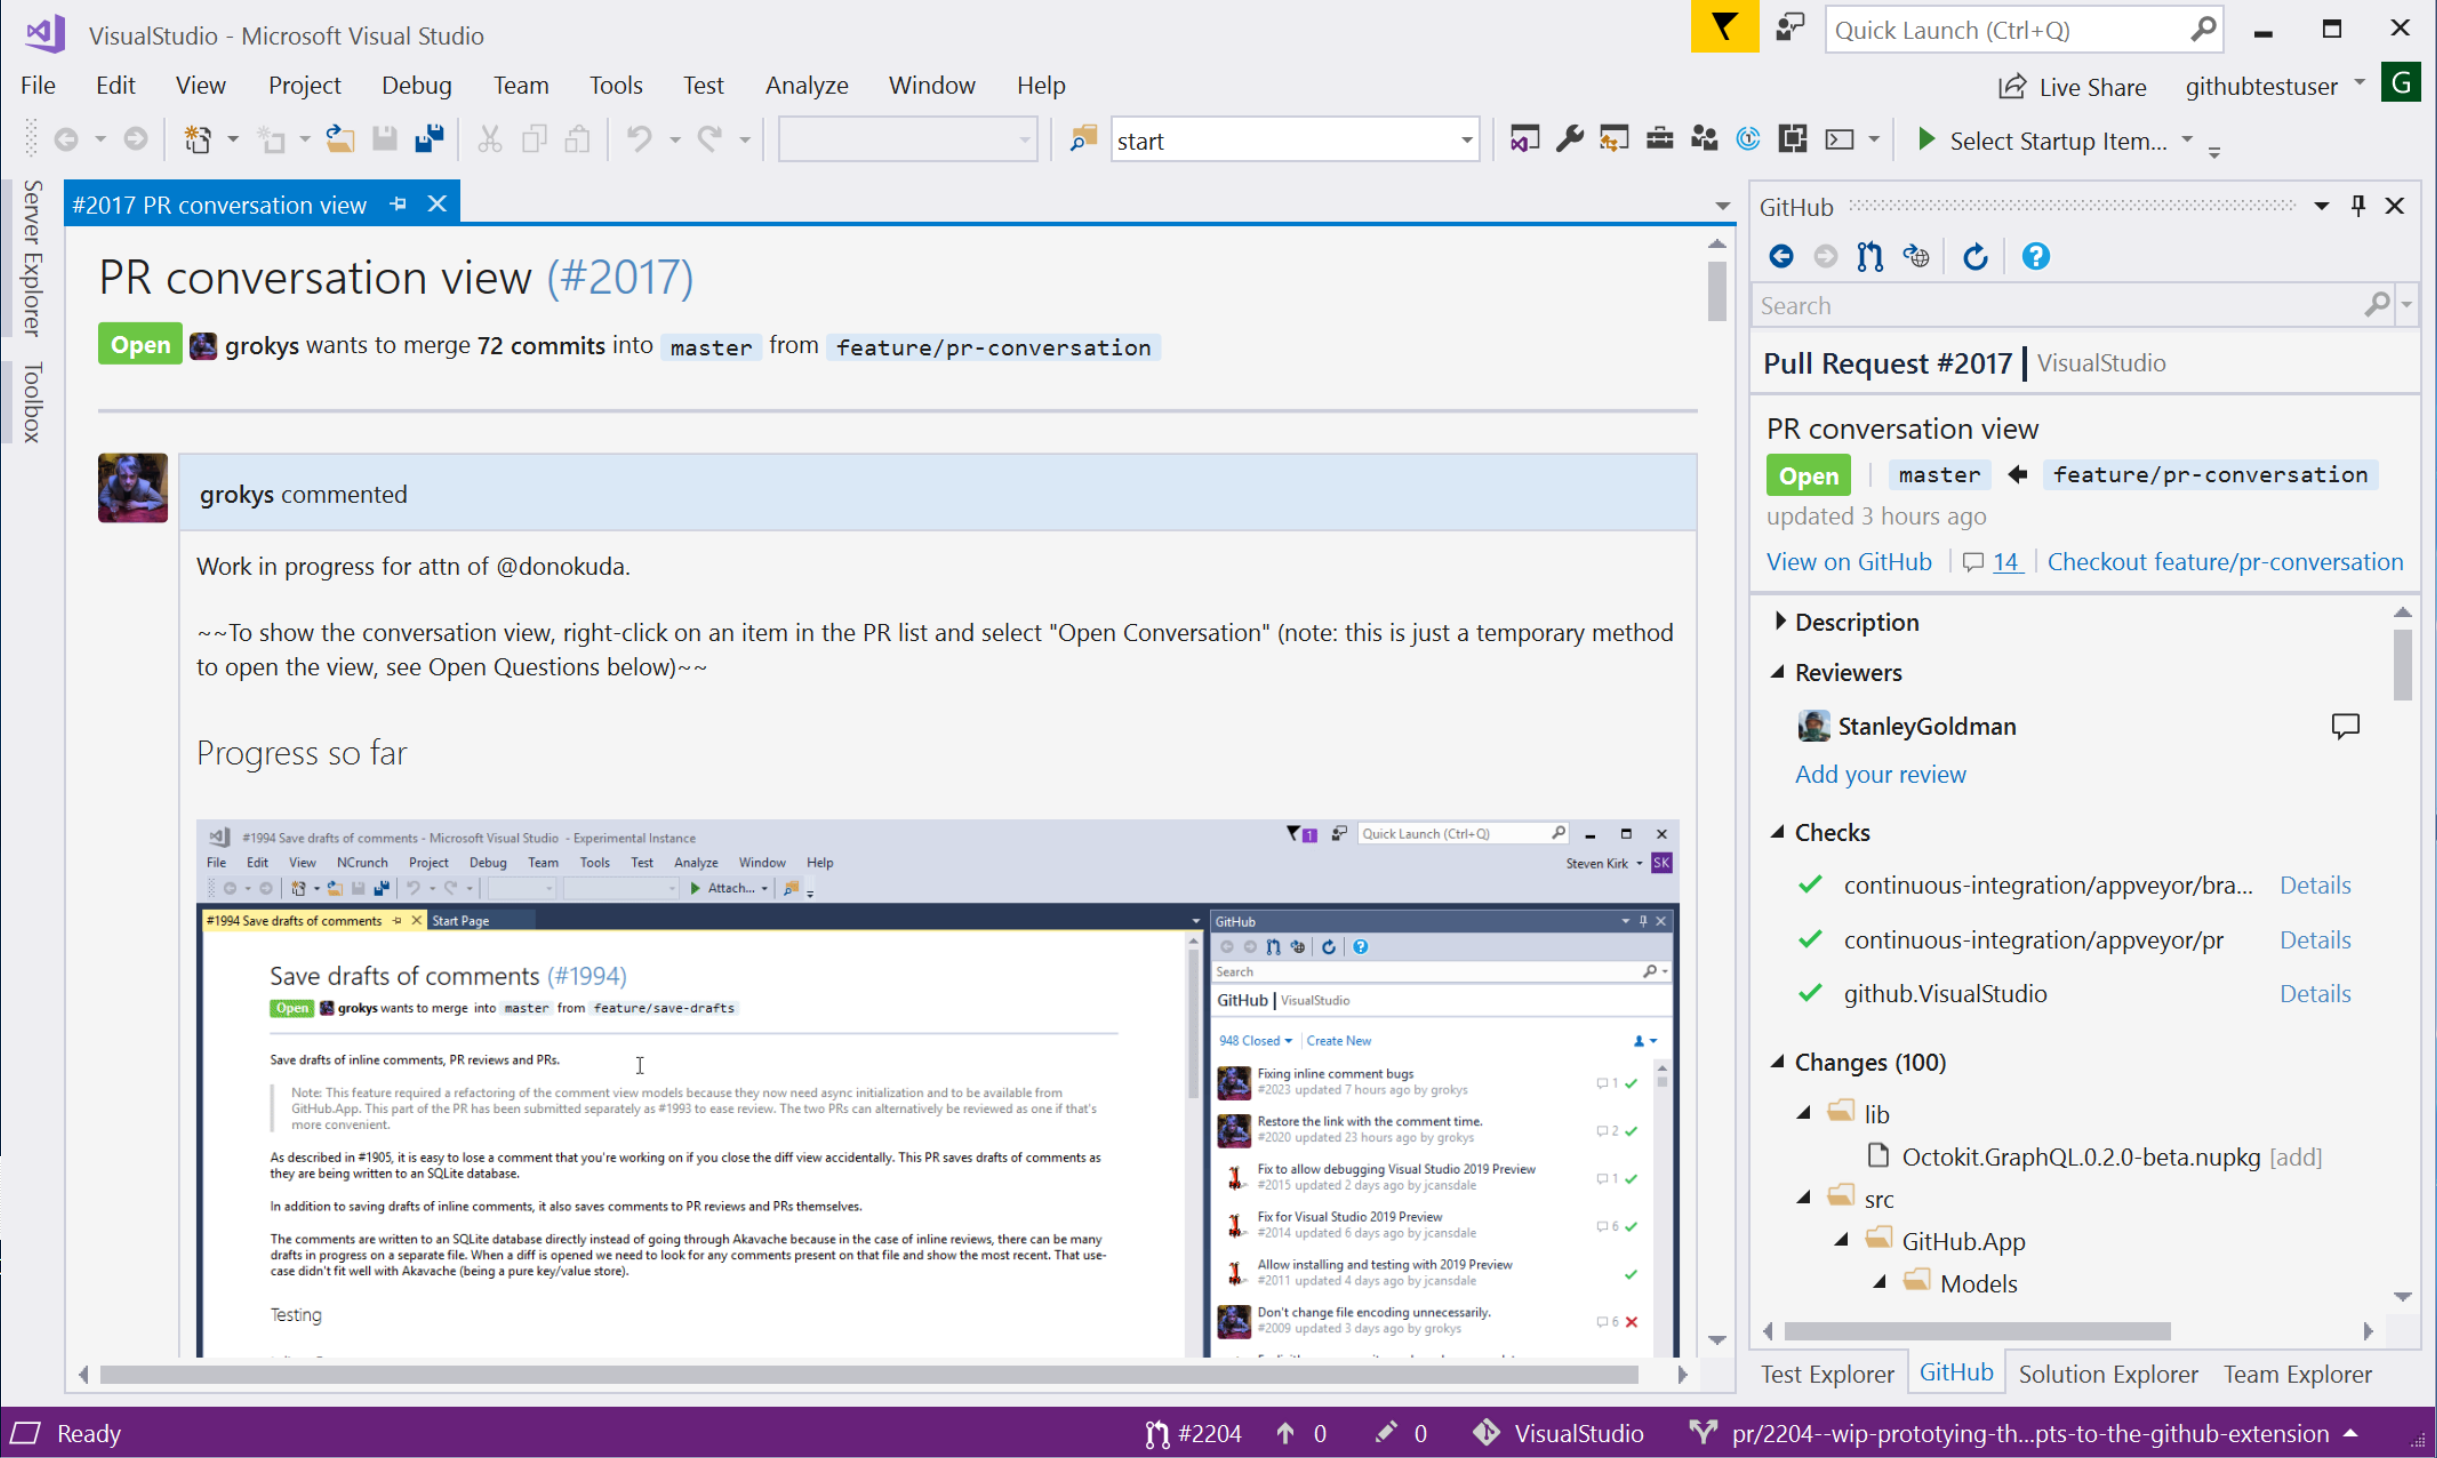 VisualStudio - Microsoft Visual Studio
Quick Launch (Ctrl+Q)
File Edit View Project Debug Team Tools Test Analyze Window Help
Live Share githubtestuser G
start
Select Startup Item...
Server Explorer
Toolbox
#2017 PR conversation view
PR conversation view (#2017)
Open grokys wants to merge 72 commits into master from feature/pr-conversation
grokys commented
Work in progress for attn of @donokuda.
~~To show the conversation view, right-click on an item in the PR list and select "Open Conversation" (note: this is just a temporary method
to open the view, see Open Questions below)~~
Progress so far
#1994 Save drafts of comments - Microsoft Visual Studio - Experimental Instance
1
Quick Launch (Ctrl+Q)
File Edit View NCrunch Project Debug Team Tools Test Analyze Window Help
Steven Kirk SK
Attach...
#1994 Save drafts of comments Start Page
Save drafts of comments (#1994)
Open grokys wants to merge into master from feature/save-drafts
Save drafts of inline comments, PR reviews and PRs.
Note: This feature required a refactoring of the comment view models because they now need async initialization and to be available from
GitHub.App. This part of the PR has been submitted separately as #1993 to ease review. The two PRs can alternatively be reviewed as one if that's
more convenient.
As described in #1905, it is easy to lose a comment that you're working on if you close the diff view accidentally. This PR saves drafts of comments as
they are being written to an SQLite database.
In addition to saving drafts of inline comments, it also saves comments to PR reviews and PRs themselves.
The comments are written to an SQLite database directly instead of going through Akavache because in the case of inline reviews, there can be many
drafts in progress on a separate file. When a diff is opened we need to look for any comments present on that file and show the most recent. That use-
case didn't fit well with Akavache (being a pure key/value store).
Testing
GitHub
Search
GitHub | VisualStudio
948 Closed Create New
Fixing inline comment bugs
#2023 updated 7 hours ago by grokys
1
Restore the link with the comment time.
#2020 updated 23 hours ago by grokys
2
Fix to allow debugging Visual Studio 2019 Preview
#2015 updated 2 days ago by jcansdale
1
Fix for Visual Studio 2019 Preview
#2014 updated 6 days ago by jcansdale
6
Allow installing and testing with 2019 Preview
#2011 updated 4 days ago by jcansdale
Don't change file encoding unnecessarily.
#2009 updated 3 days ago by grokys
6
GitHub
Search
Pull Request #2017 | VisualStudio
PR conversation view
Open master feature/pr-conversation
updated 3 hours ago
View on GitHub 14 Checkout feature/pr-conversation
Description
Reviewers
StanleyGoldman
Add your review
Checks
continuous-integration/appveyor/bra... Details
continuous-integration/appveyor/pr Details
github.VisualStudio Details
Changes (100)
lib
Octokit.GraphQL.0.2.0-beta.nupkg [add]
src
GitHub.App
Models
Test Explorer GitHub Solution Explorer Team Explorer
Ready
#2204 0 0 VisualStudio pr/2204--wip-prototying-th...pts-to-the-github-extension